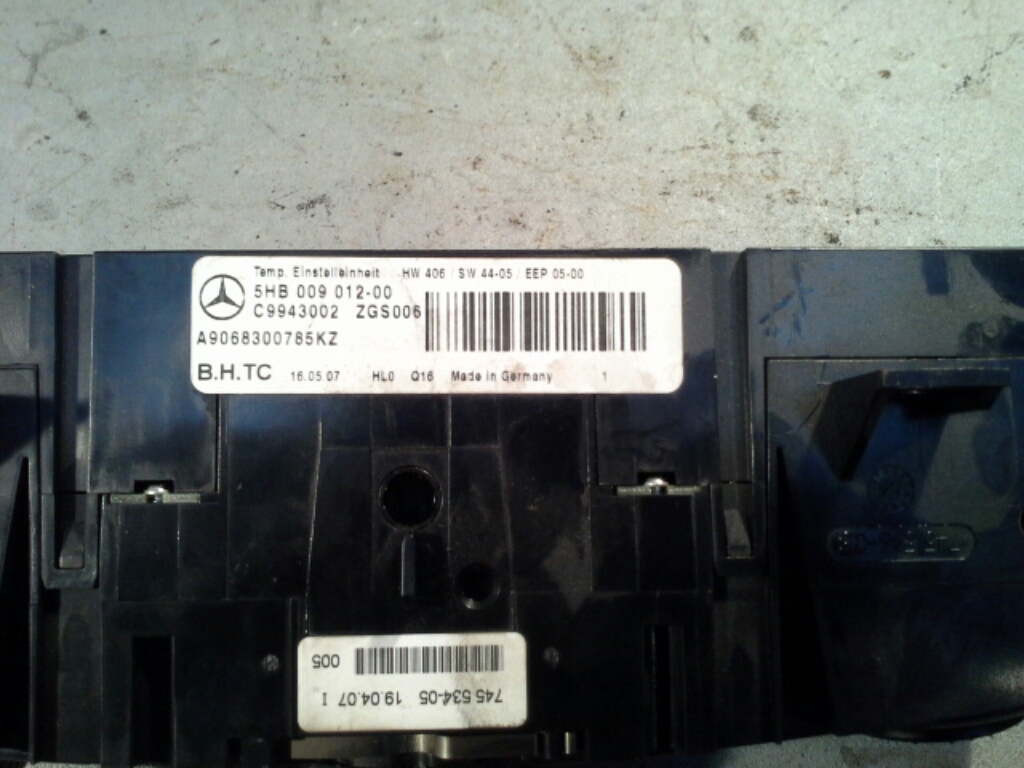 Temp. Einstelleinheit HW 406 / SW 44-05 / EEP 05-00
5HB 009 012-00
C9943002 ZGS006
A9068300785KZ
B.H.TC 16.05.07 HL0 Q16 Made in Germany 1
745 534-05 19.04.07 I
005